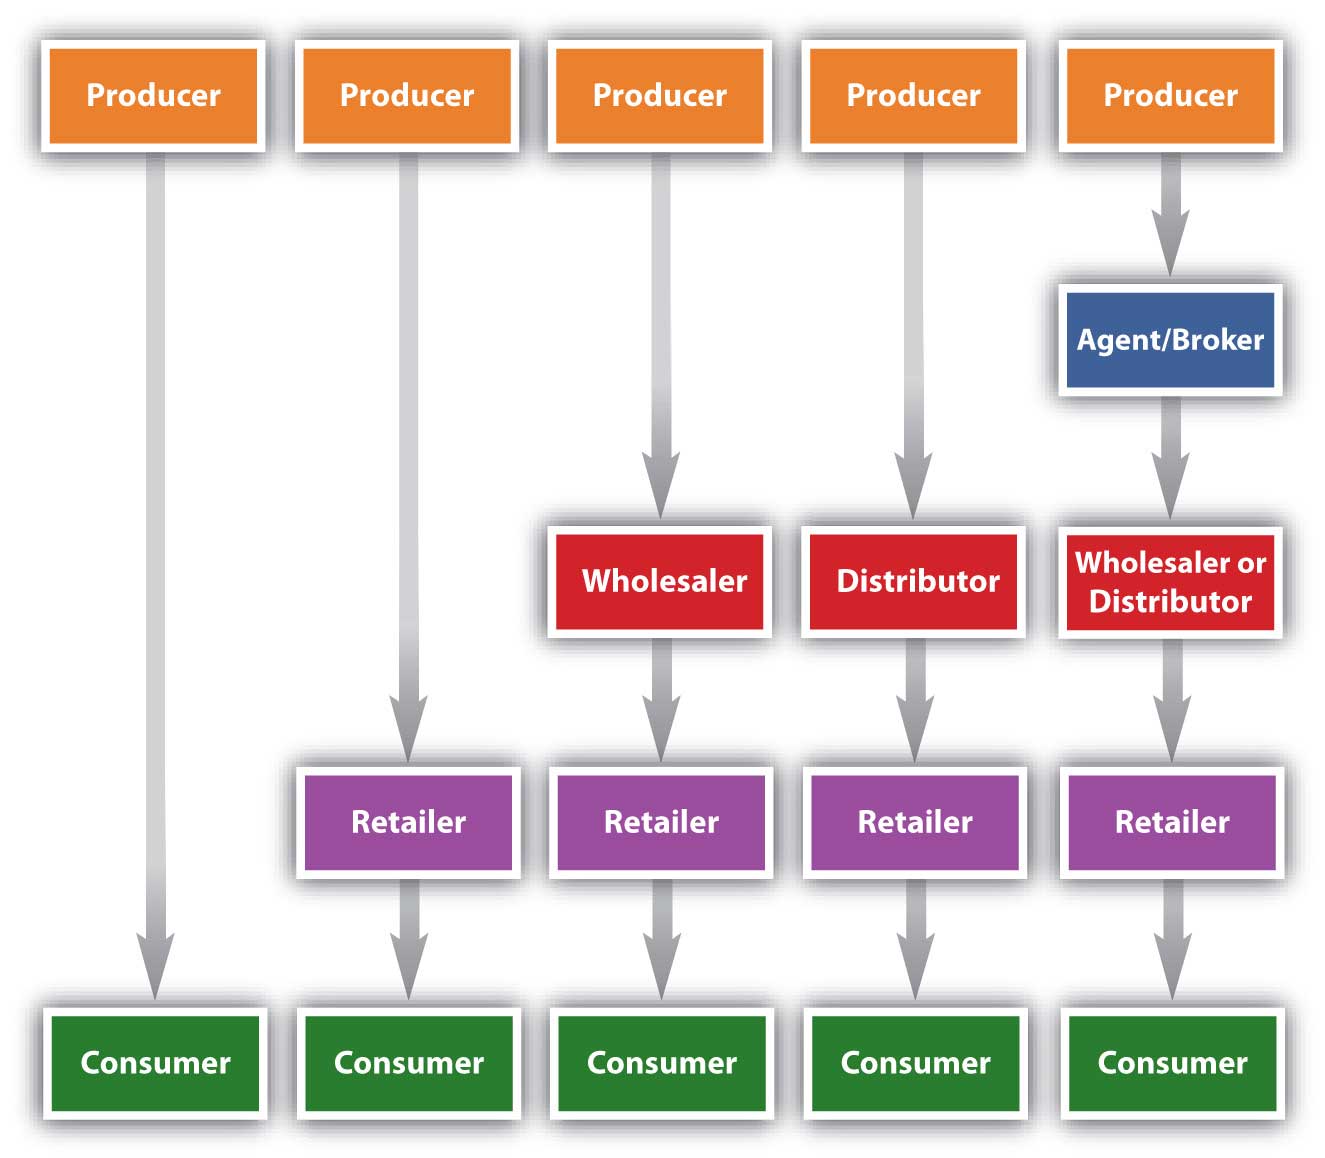 Producer
Producer
Producer
Producer
Producer
Agent/Broker
Wholesaler
Distributor
Wholesaler or
Distributor
Retailer
Retailer
Retailer
Retailer
Consumer
Consumer
Consumer
Consumer
Consumer